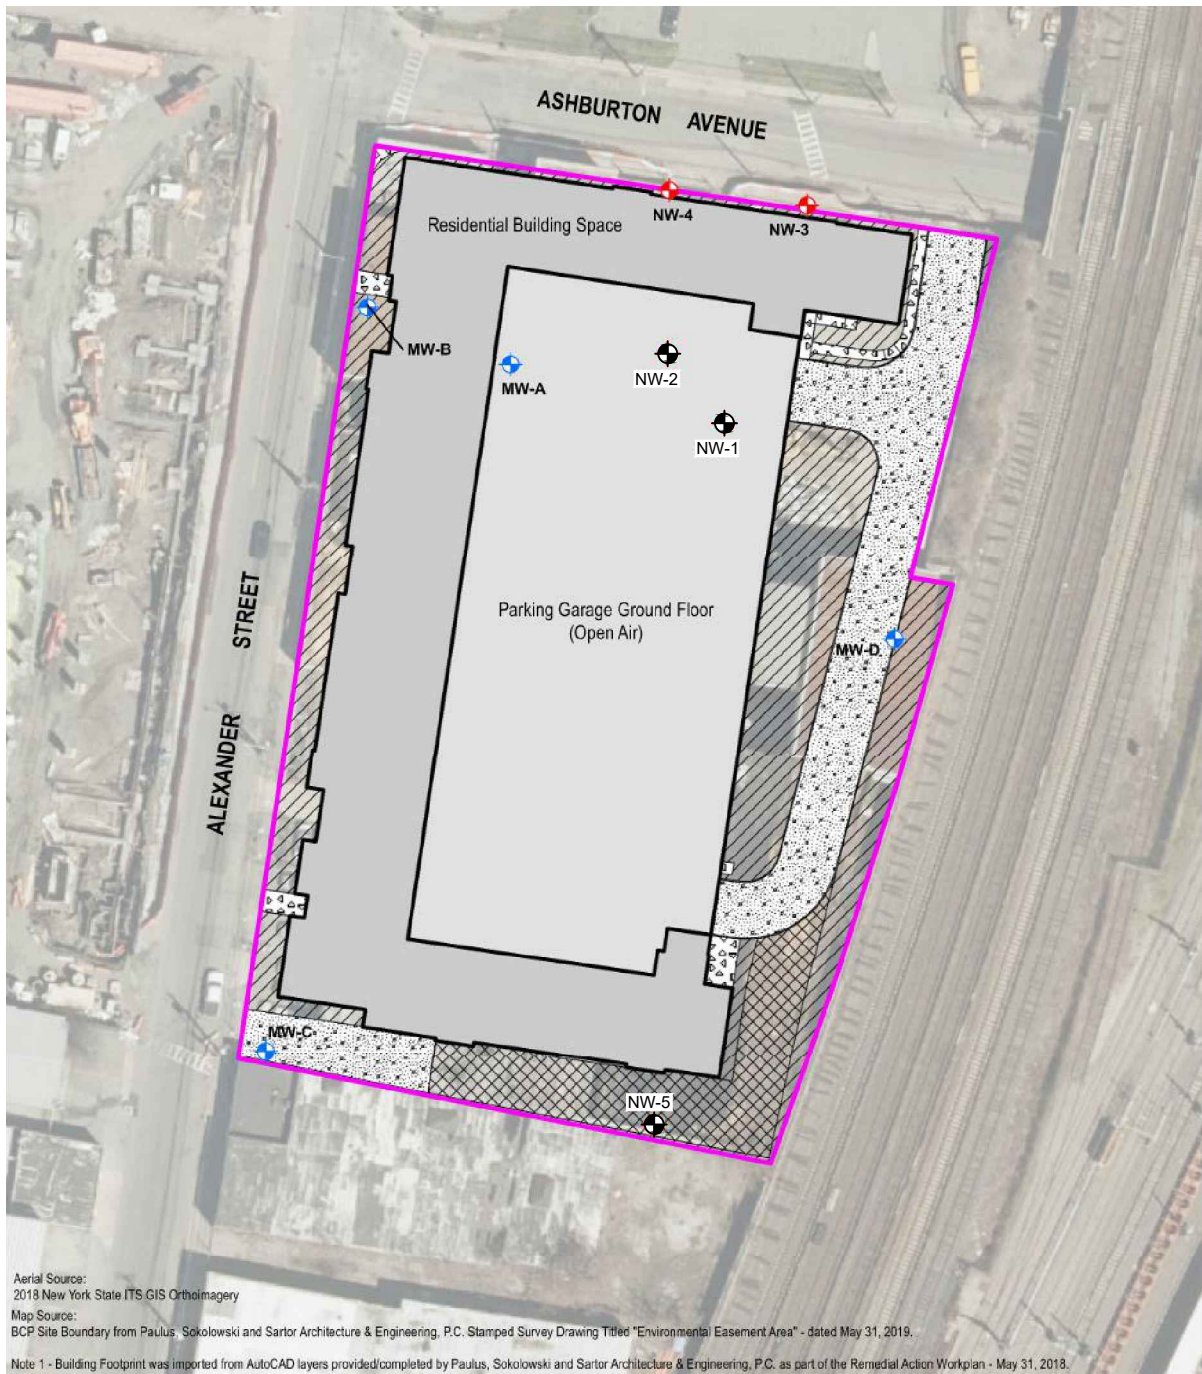 ASHBURTON AVENUE
NW-4
NW-3
Residential Building Space
MW-B
NW-2
MW-A
NW-1
Parking Garage Ground Floor
(Open Air)
MW-D
ALEXANDER STREET
MW-C
NW-5
Aerial Source:
2018 New York State ITS GIS Orthoimagery
Map Source:
BCP Site Boundary from Paulus, Sokolowski and Sartor Architecture & Engineering, P.C. Stamped Survey Drawing Titled "Environmental Easement Area" - dated May 31, 2019.
Note 1 - Building Footprint was imported from AutoCAD layers provided/completed by Paulus, Sokolowski and Sartor Architecture & Engineering, P.C. as part of the Remedial Action Workplan - May 31, 2018.